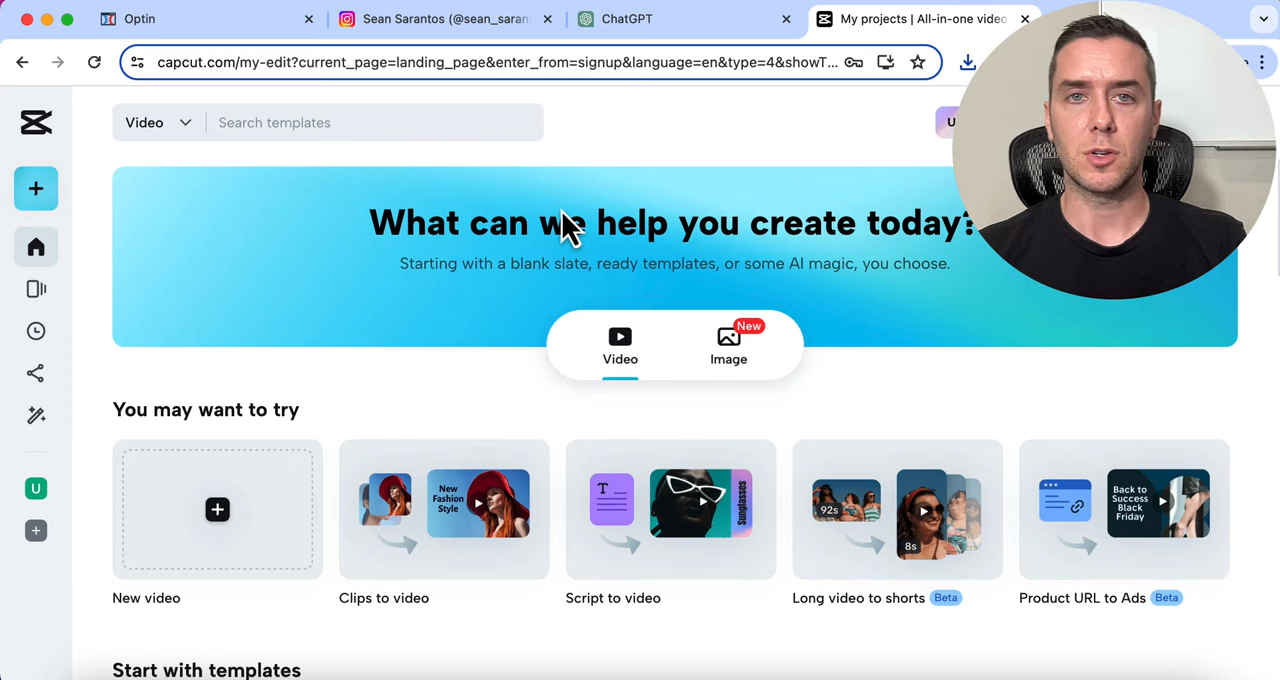 Optin
Sean Sarantos (@sean_saran
ChatGPT
My projects | All-in-one video
capcut.com/my-edit?current_page=landing_page&enter_from=signup&language=en&type=4&showT...
Video
Search templates
U
What can we help you create today?
Starting with a blank slate, ready templates, or some AI magic, you choose.
New
Video
Image
You may want to try
New Fashion Style
T
Sunglasses
92s
8s
Back to Success Black Friday
New video
Clips to video
Script to video
Long video to shorts Beta
Product URL to Ads Beta
U
Start with templates